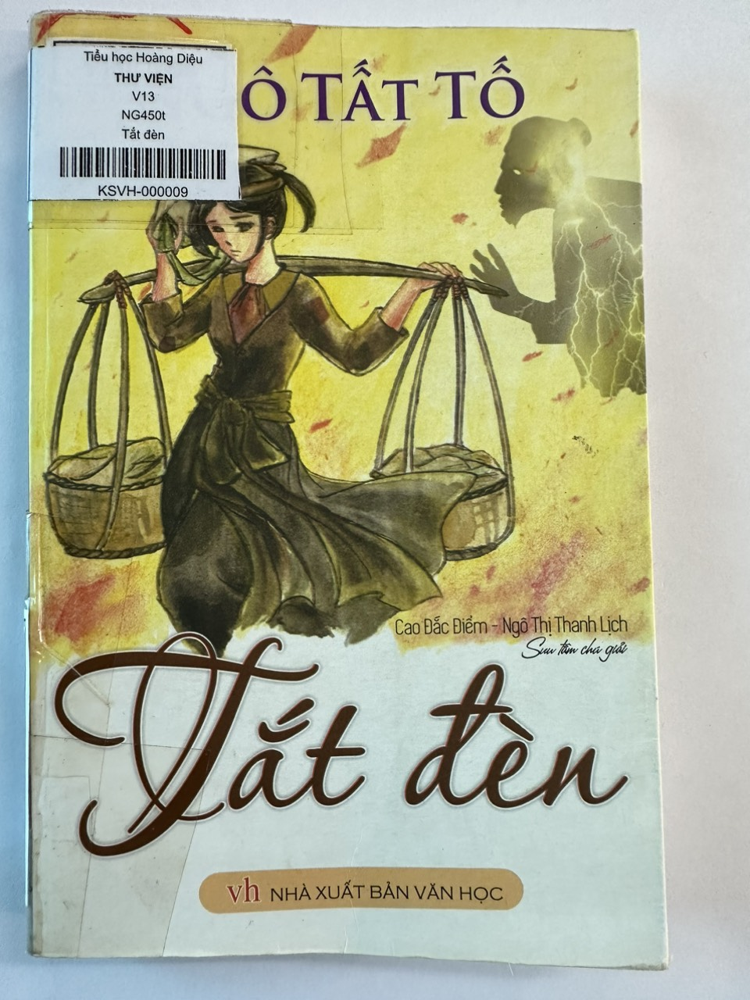 Tiểu học Hoàng Diệu
THƯ VIỆN
V13
NG450t
Tắt đèn
KSVH-000009
Ô TẤT TỐ
Cao Đắc Điểm - Ngô Thị Thanh Lịch
Sưu tầm chú giải
Tắt đèn
vh NHÀ XUẤT BẢN VĂN HỌC